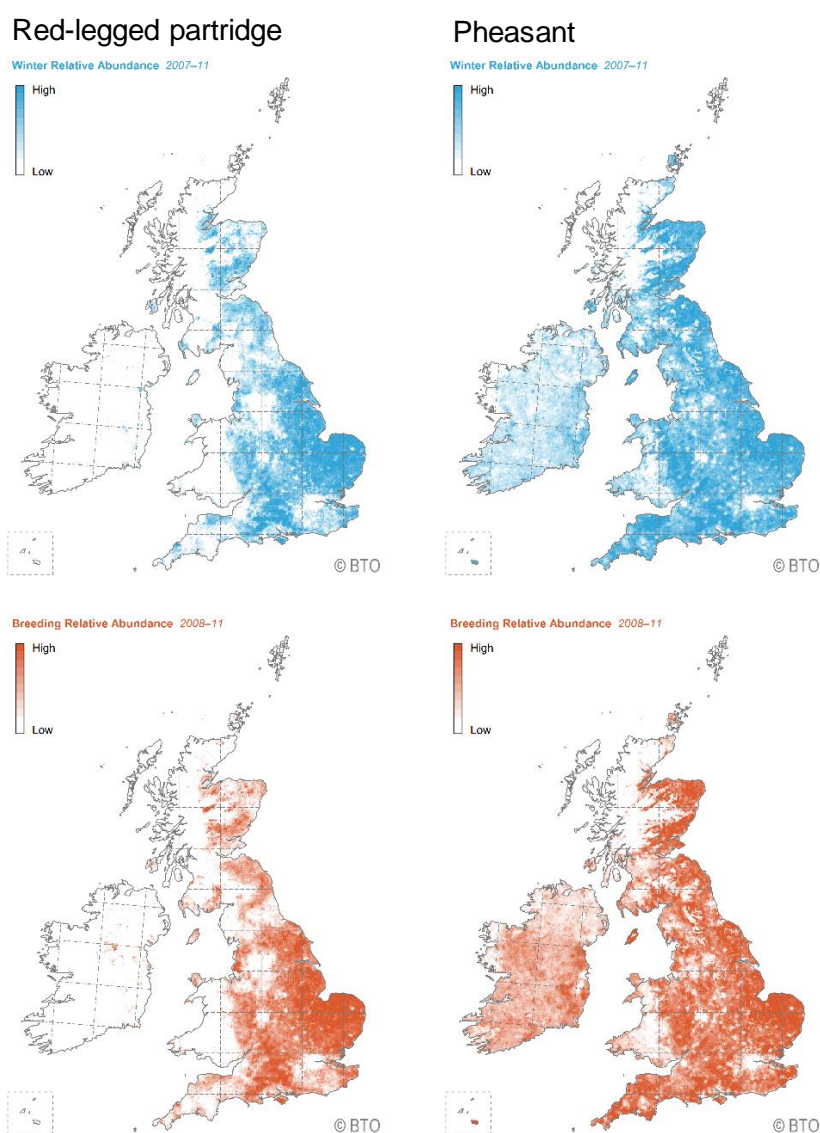 Red-legged partridge
Pheasant
Winter Relative Abundance 2007–11
High
Low
© BTO
Winter Relative Abundance 2007–11
High
Low
© BTO
Breeding Relative Abundance 2008–11
High
Low
© BTO
Breeding Relative Abundance 2008–11
High
Low
© BTO